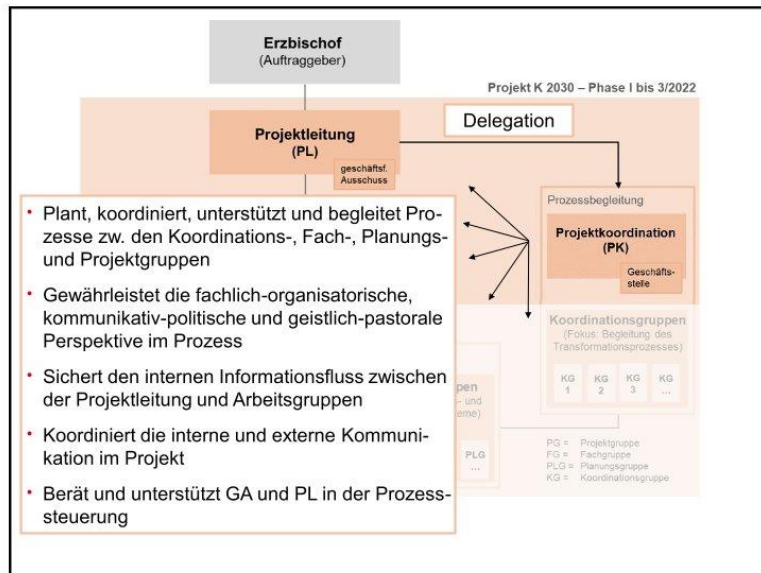 Erzbischof
(Auftraggeber)
Projekt K 2030 – Phase I bis 3/2022
Projektleitung
(PL)
geschäftsf.
Ausschuss
Delegation
Prozessbegleitung
Projektkoordination
(PK)
Geschäfts-
stelle
• Plant, koordiniert, unterstützt und begleitet Pro-
zesse zw. den Koordinations-, Fach-, Planungs-
und Projektgruppen
• Gewährleistet die fachlich-organisatorische,
kommunikativ-politische und geistlich-pastorale
Perspektive im Prozess
• Sichert den internen Informationsfluss zwischen
der Projektleitung und Arbeitsgruppen
• Koordiniert die interne und externe Kommuni-
kation im Projekt
• Berät und unterstützt GA und PL in der Prozess-
steuerung
Koordinationsgruppen
(Fokus: Begleitung des
Transformationsprozesses)
KG
1
KG
2
KG
3
KG
...
pen
s- und
eme)
PLG
...
PG = Projektgruppe
FG = Fachgruppe
PLG = Planungsgruppe
KG = Koordinationsgruppe